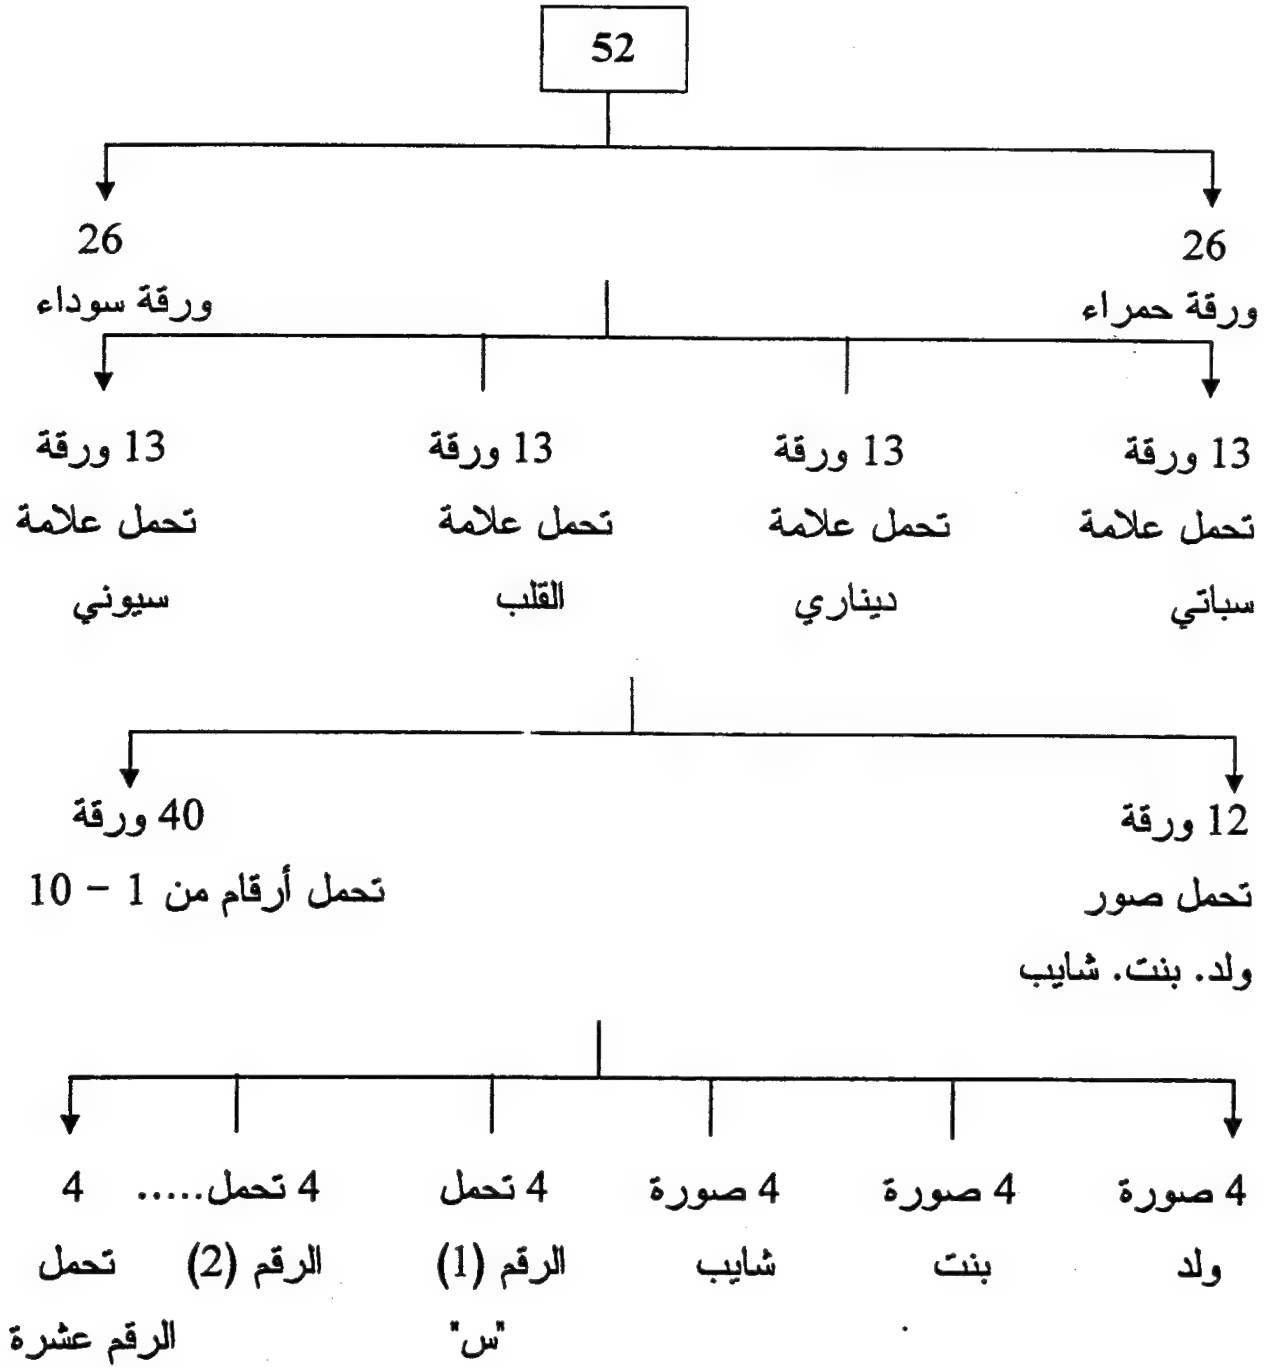 52
26 26
ورقة حمراء ورقة سوداء
13 ورقة 13 ورقة 13 ورقة 13 ورقة
تحمل علامة تحمل علامة تحمل علامة تحمل علامة
سباتي ديناري القلب سيوني
12 ورقة 40 ورقة
تحمل صور تحمل أرقام من 1 – 10
ولد. بنت. شايب
4 صورة 4 صورة 4 صورة 4 تحمل 4 تحمل..... 4
ولد بنت شايب الرقم (1) الرقم (2) تحمل
"س" الرقم عشرة